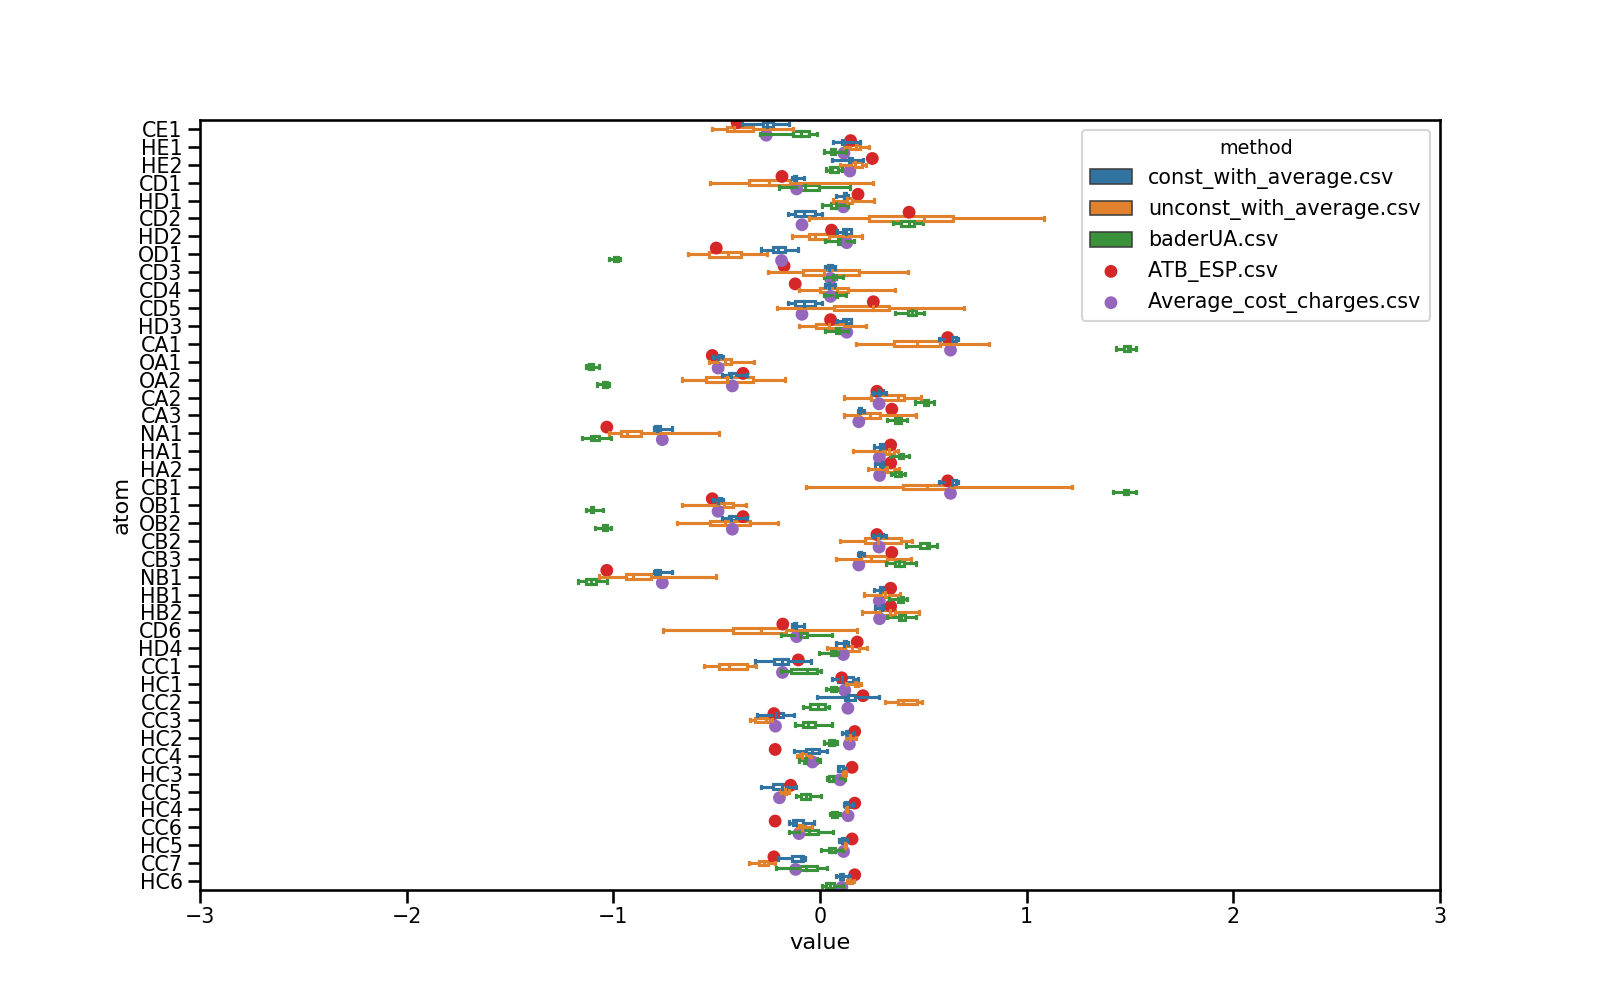 CE1
HE1
HE2
CD1
HD1
CD2
HD2
OD1
CD3
CD4
CD5
HD3
CA1
OA1
OA2
CA2
CA3
NA1
HA1
HA2
CB1
OB1
OB2
CB2
CB3
NB1
HB1
HB2
CD6
HD4
CC1
HC1
CC2
CC3
HC2
CC4
HC3
CC5
HC4
CC6
HC5
CC7
HC6
atom
−3 −2 −1 0 1 2 3
value
method
const_with_average.csv
unconst_with_average.csv
baderUA.csv
ATB_ESP.csv
Average_cost_charges.csv